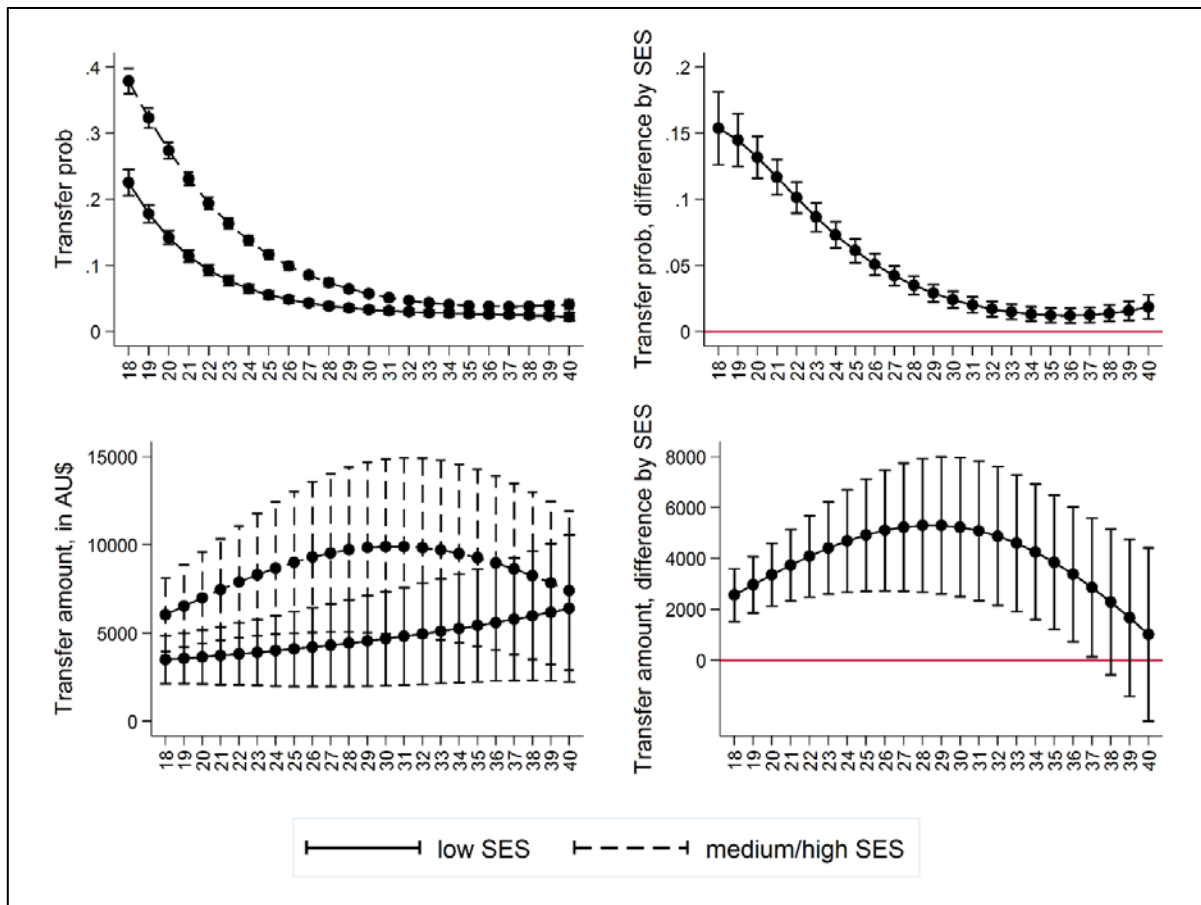 Transfer prob
.4
.3
.2
.1
0
18 19 20 21 22 23 24 25 26 27 28 29 30 31 32 33 34 35 36 37 38 39 40
Transfer prob, difference by SES
.2
.15
.1
.05
0
18 19 20 21 22 23 24 25 26 27 28 29 30 31 32 33 34 35 36 37 38 39 40
Transfer amount, in AU$
15000
10000
5000
0
18 19 20 21 22 23 24 25 26 27 28 29 30 31 32 33 34 35 36 37 38 39 40
Transfer amount, difference by SES
8000
6000
4000
2000
0
18 19 20 21 22 23 24 25 26 27 28 29 30 31 32 33 34 35 36 37 38 39 40
low SES
medium/high SES